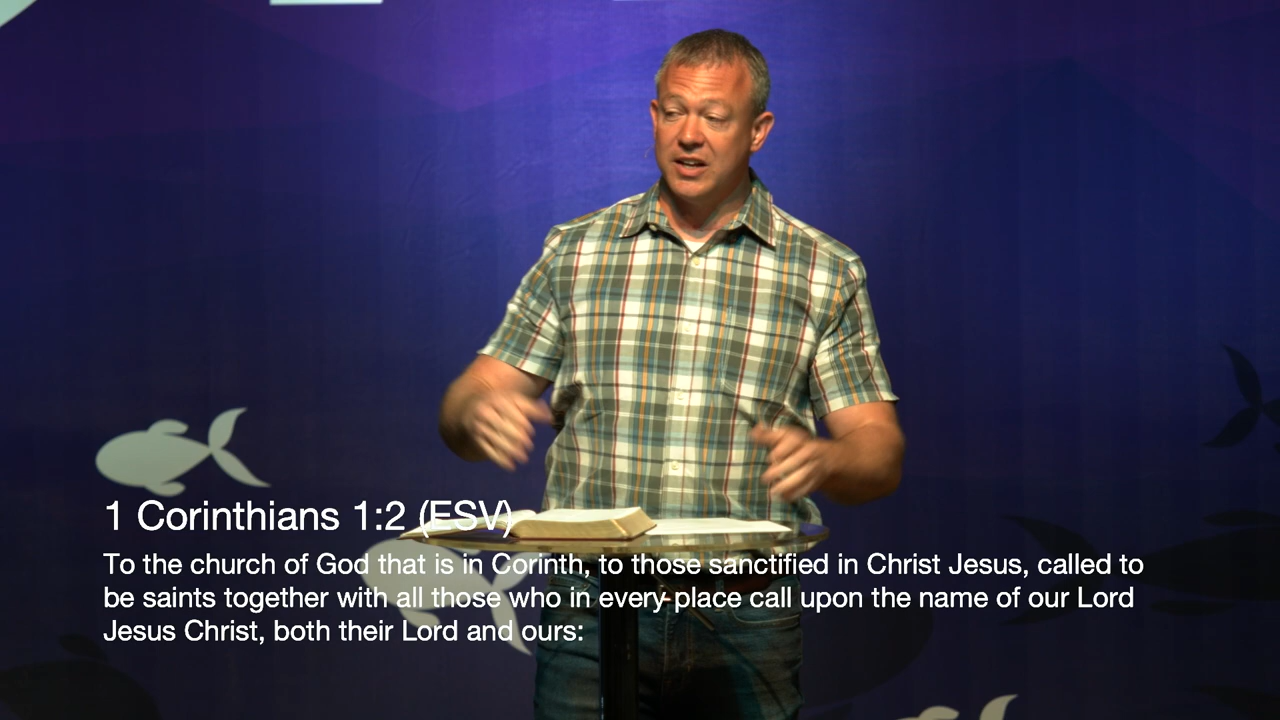 1 Corinthians 1:2 (ESV)
To the church of God that is in Corinth, to those sanctified in Christ Jesus, called to
be saints together with all those who in every place call upon the name of our Lord
Jesus Christ, both their Lord and ours: